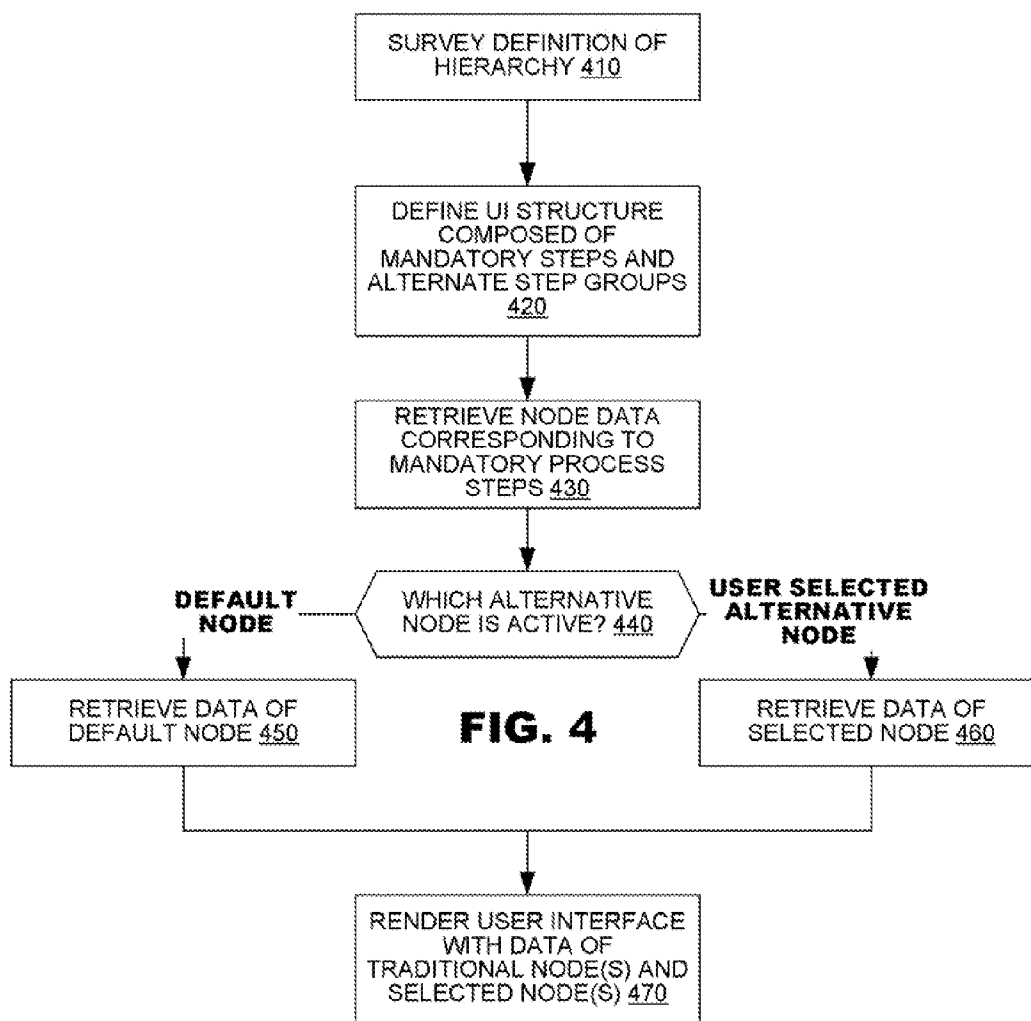 SURVEY DEFINITION OF
HIERARCHY 410
DEFINE UI STRUCTURE
COMPOSED OF
MANDATORY STEPS AND
ALTERNATE STEP GROUPS
420
RETRIEVE NODE DATA
CORRESPONDING TO
MANDATORY PROCESS
STEPS 430
DEFAULT
NODE
WHICH ALTERNATIVE
NODE IS ACTIVE? 440
USER SELECTED
ALTERNATIVE
NODE
RETRIEVE DATA OF
DEFAULT NODE 450
FIG. 4
RETRIEVE DATA OF
SELECTED NODE 460
RENDER USER INTERFACE
WITH DATA OF
TRADITIONAL NODE(S) AND
SELECTED NODE(S) 470